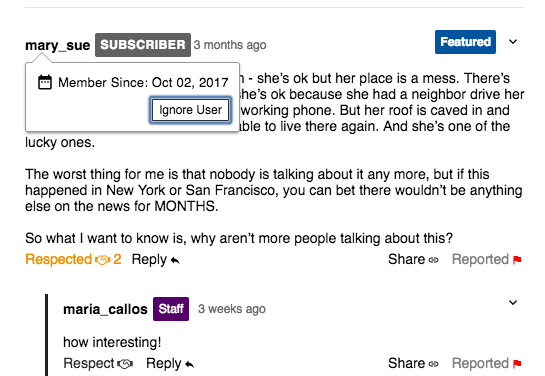 mary_sue SUBSCRIBER 3 months ago Featured
Member Since: Oct 02, 2017
- she's ok but her place is a mess. There's
she's ok because she had a neighbor drive her
Ignore User
working phone. But her roof is caved in and
able to live there again. And she's one of the
lucky ones.
The worst thing for me is that nobody is talking about it any more, but if this
happened in New York or San Francisco, you can bet there wouldn't be anything
else on the news for MONTHS.
So what I want to know is, why aren't more people talking about this?
Respected 2 Reply Share Reported
maria_callos Staff 3 weeks ago
how interesting!
Respect Reply Share Reported